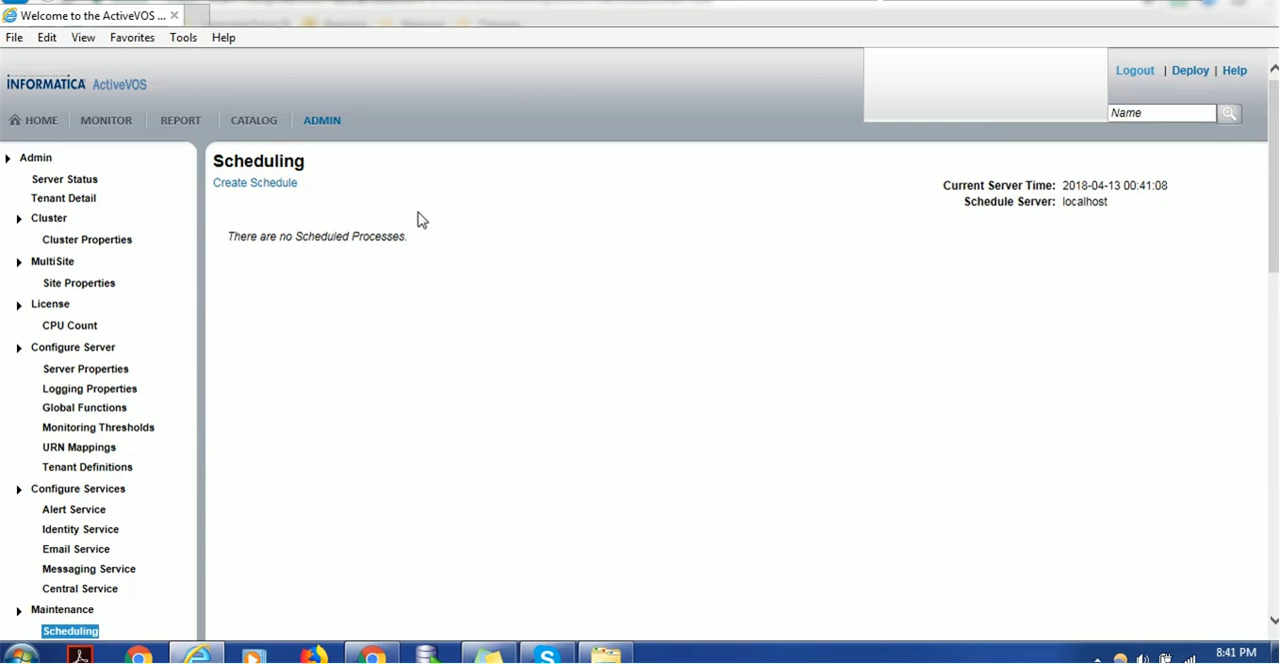 Welcome to the ActiveVOS ...
File Edit View Favorites Tools Help
INFORMATICA ActiveVOS
Logout | Deploy | Help
Name
HOME MONITOR REPORT CATALOG ADMIN
Admin
Server Status
Tenant Detail
Cluster
Cluster Properties
MultiSite
Site Properties
License
CPU Count
Configure Server
Server Properties
Logging Properties
Global Functions
Monitoring Thresholds
URN Mappings
Tenant Definitions
Configure Services
Alert Service
Identity Service
Email Service
Messaging Service
Central Service
Maintenance
Scheduling
Scheduling
Create Schedule
Current Server Time: 2018-04-13 00:41:08
Schedule Server: localhost
There are no Scheduled Processes.
8:41 PM